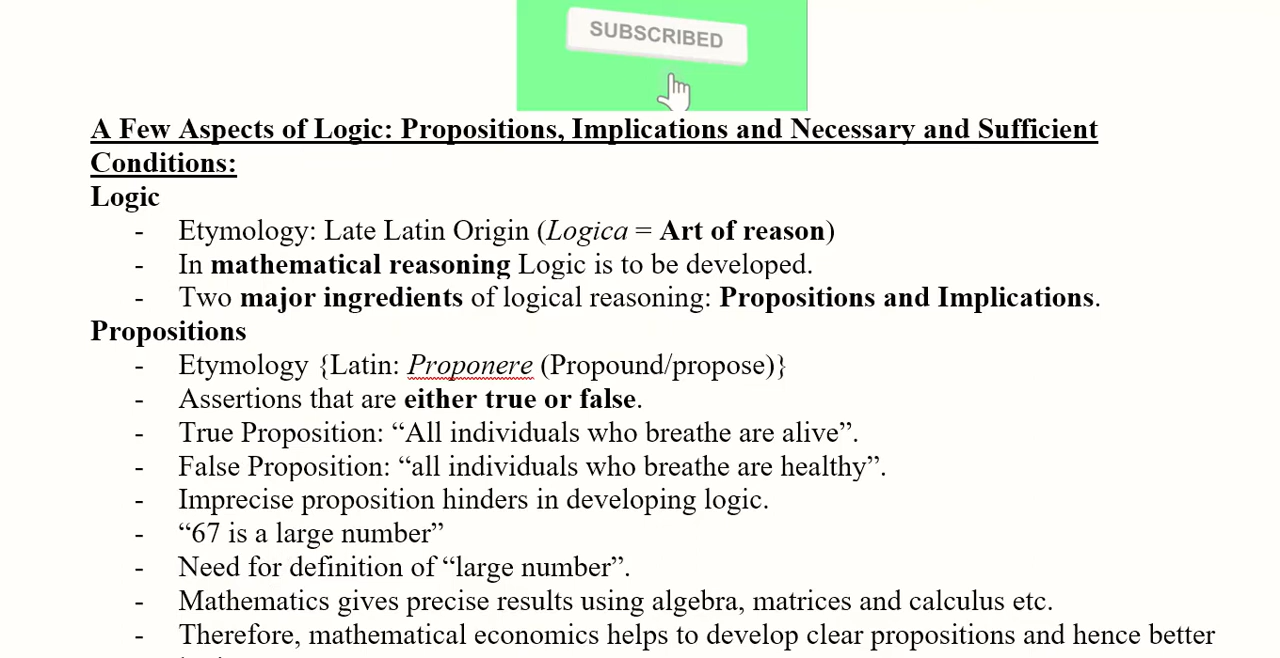 SUBSCRIBED
A Few Aspects of Logic: Propositions, Implications and Necessary and Sufficient
Conditions:
Logic
- Etymology: Late Latin Origin (Logica = Art of reason)
- In mathematical reasoning Logic is to be developed.
- Two major ingredients of logical reasoning: Propositions and Implications.
Propositions
- Etymology {Latin: Proponere (Propound/propose)}
- Assertions that are either true or false.
- True Proposition: “All individuals who breathe are alive”.
- False Proposition: “all individuals who breathe are healthy”.
- Imprecise proposition hinders in developing logic.
- “67 is a large number”
- Need for definition of “large number”.
- Mathematics gives precise results using algebra, matrices and calculus etc.
- Therefore, mathematical economics helps to develop clear propositions and hence better